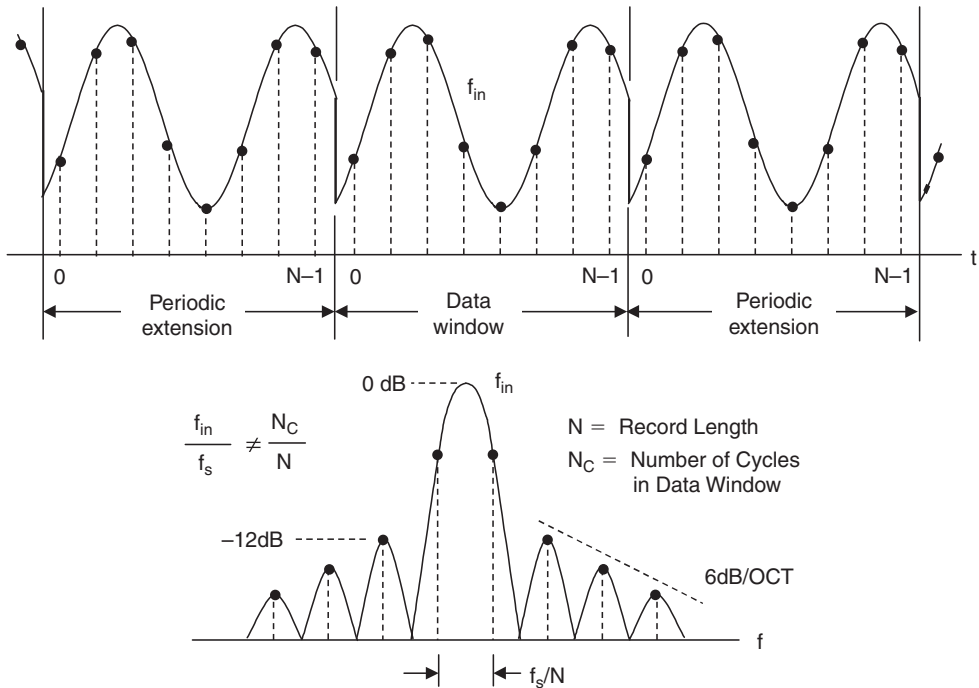 f_in
t
0
N–1
0
N–1
0
N–1
Periodic
extension
Data
window
Periodic
extension
0 dB
f_in
f_in
f_s
≠
N_C
N
N = Record Length
N_C = Number of Cycles
in Data Window
–12dB
6dB/OCT
f
f_s/N